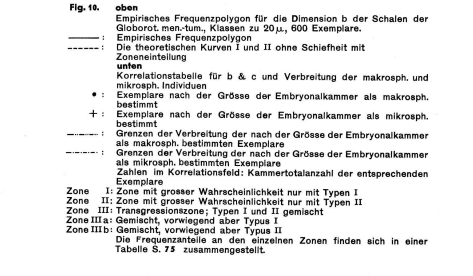 Fig. 10. oben
Empirisches Frequenzpolygon für die Dimension b der Schalen der
Globorot. men.-tum., Klassen zu 20 µ, 600 Exemplare.
———— : Empirisches Frequenzpolygon
------ : Die theoretischen Kurven I und II ohne Schiefheit mit
Zoneneinteilung
unten
Korrelationstabelle für b & c und Verbreitung der makrosph. und
mikrosph. Individuen
• : Exemplare nach der Grösse der Embryonalkammer als makrosph.
bestimmt
+ : Exemplare nach der Grösse der Embryonalkammer als mikrosph.
bestimmt
—·—·— : Grenzen der Verbreitung der nach der Grösse der Embryonalkammer
als makrosph. bestimmten Exemplare
—··—··— : Grenzen der Verbreitung der nach der Grösse der Embryonalkammer
als mikrosph. bestimmten Exemplare
Zahlen im Korrelationsfeld: Kammertotalanzahl der entsprechenden
Exemplare
Zone I: Zone mit grosser Wahrscheinlichkeit nur mit Typen I
Zone II: Zone mit grosser Wahrscheinlichkeit nur mit Typen II
Zone III: Transgressionszone; Typen I und II gemischt
Zone IIIa: Gemischt, vorwiegend aber Typus I
Zone IIIb: Gemischt, vorwiegend aber Typus II
Die Frequenzanteile an den einzelnen Zonen finden sich in einer
Tabelle S. 75 zusammengestellt.